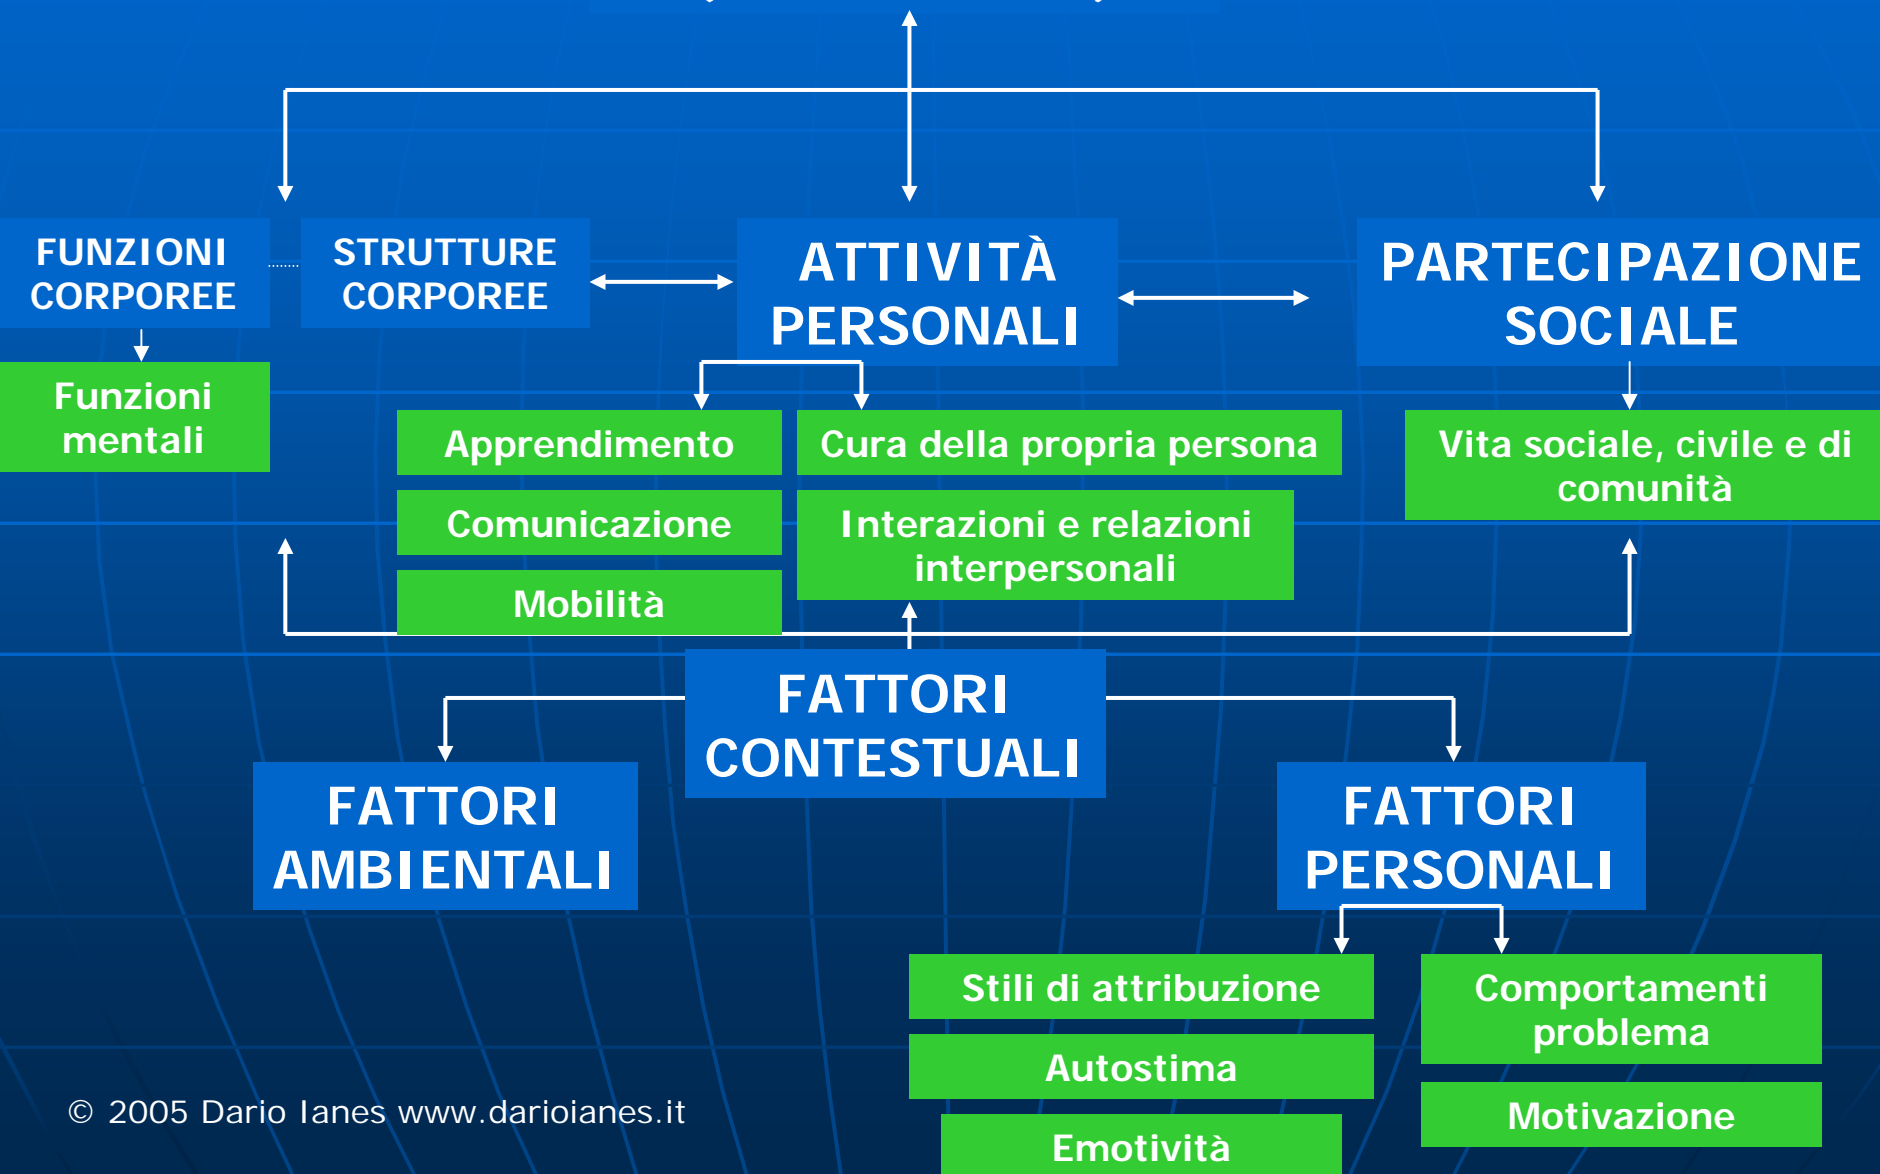 FUNZIONI
CORPOREE
STRUTTURE
CORPOREE
ATTIVITÀ
PERSONALI
PARTECIPAZIONE
SOCIALE
Funzioni
mentali
Apprendimento
Cura della propria persona
Vita sociale, civile e di
comunità
Comunicazione
Interazioni e relazioni
interpersonali
Mobilità
FATTORI
CONTESTUALI
FATTORI
AMBIENTALI
FATTORI
PERSONALI
Stili di attribuzione
Comportamenti
problema
Autostima
Motivazione
Emotività
© 2005 Dario Ianes www.darioianes.it